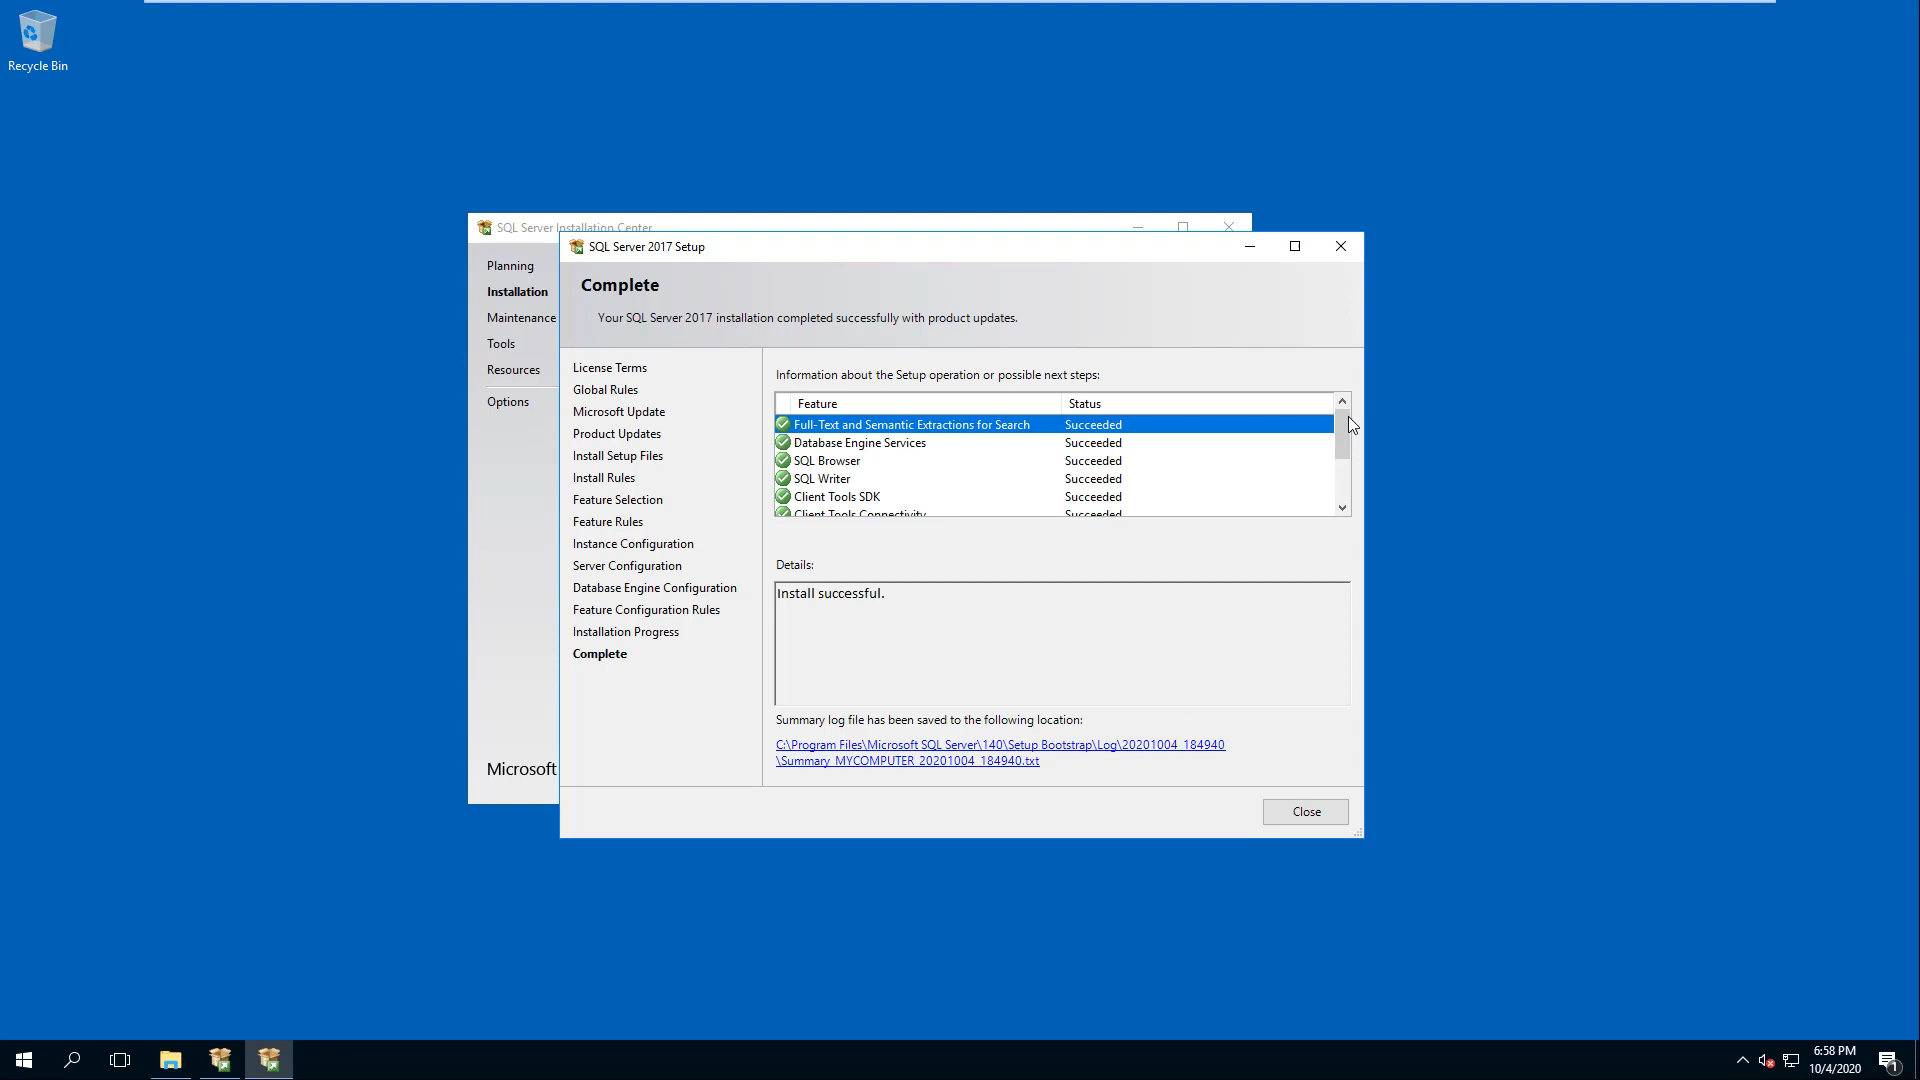 Recycle Bin
SQL Server Installation Center
Planning
Installation
Maintenance
Tools
Resources
Options
Microsoft
SQL Server 2017 Setup
Complete
Your SQL Server 2017 installation completed successfully with product updates.
License Terms
Global Rules
Microsoft Update
Product Updates
Install Setup Files
Install Rules
Feature Selection
Feature Rules
Instance Configuration
Server Configuration
Database Engine Configuration
Feature Configuration Rules
Installation Progress
Complete
Information about the Setup operation or possible next steps:
Feature Status
Full-Text and Semantic Extractions for Search Succeeded
Database Engine Services Succeeded
SQL Browser Succeeded
SQL Writer Succeeded
Client Tools SDK Succeeded
Client Tools Connectivity Succeeded
Details:
Install successful.
Summary log file has been saved to the following location:
C:\Program Files\Microsoft SQL Server\140\Setup Bootstrap\Log\20201004_184940
\Summary_MYCOMPUTER_20201004_184940.txt
Close
6:58 PM
10/4/2020
1